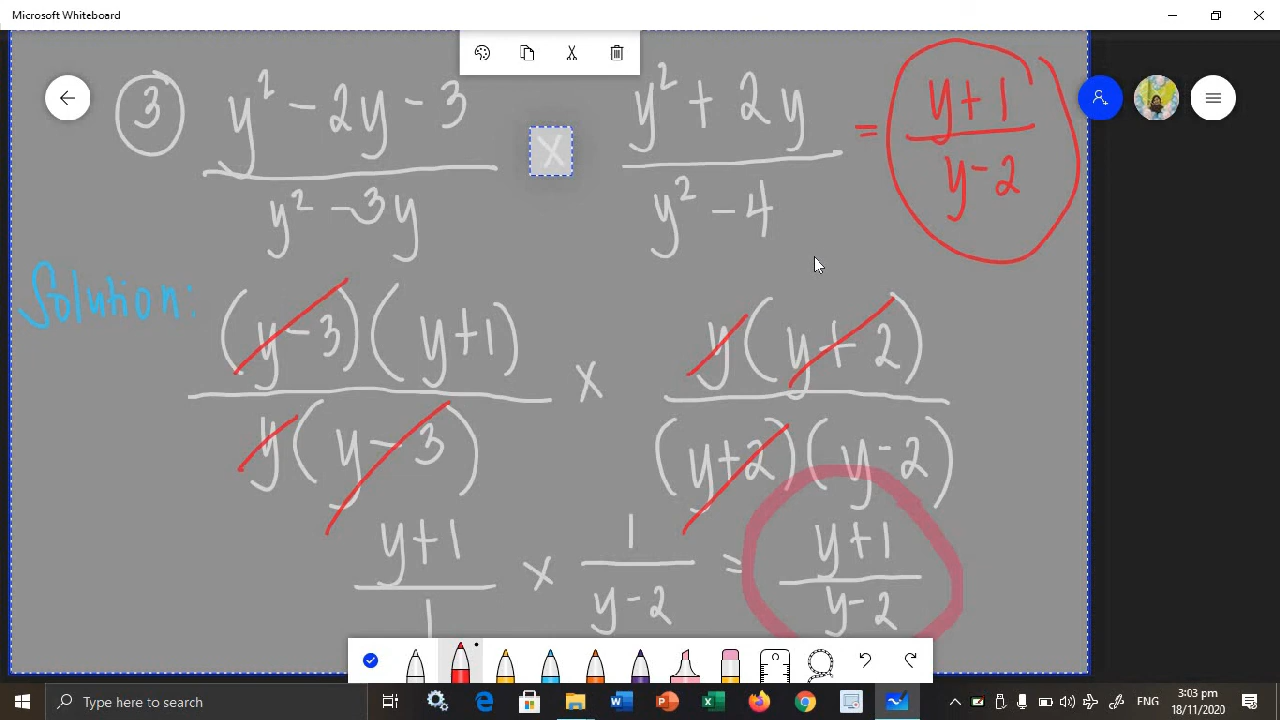 Microsoft Whiteboard
3
y² - 2y - 3 / y² - 3y x y² + 2y / y² - 4 = y+1 / y-2
Solution:
(y-3)(y+1) / y(y-3) x y(y+2) / (y+2)(y-2)
y+1 / 1 x 1 / y-2 = y+1 / y-2
Type here to search
3:03 pm
18/11/2020